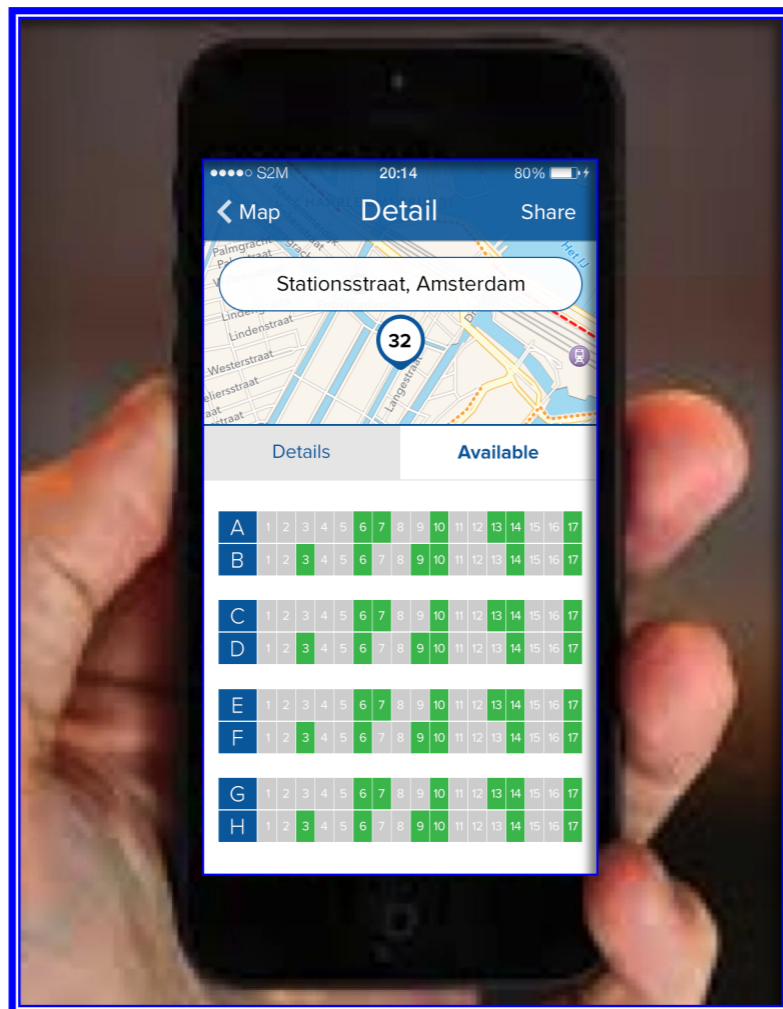 S2M 20:14 80%
Map Detail Share
Palmgracht
Stationsstraat, Amsterdam
Het IJ
Lindenstraat
32
Westerstraat
Langestraat
Details Available
A 1 2 3 4 5 6 7 8 9 10 11 12 13 14 15 16 17
B 1 2 3 4 5 6 7 8 9 10 11 12 13 14 15 16 17
C 1 2 3 4 5 6 7 8 9 10 11 12 13 14 15 16 17
D 1 2 3 4 5 6 7 8 9 10 11 12 13 14 15 16 17
E 1 2 3 4 5 6 7 8 9 10 11 12 13 14 15 16 17
F 1 2 3 4 5 6 7 8 9 10 11 12 13 14 15 16 17
G 1 2 3 4 5 6 7 8 9 10 11 12 13 14 15 16 17
H 1 2 3 4 5 6 7 8 9 10 11 12 13 14 15 16 17